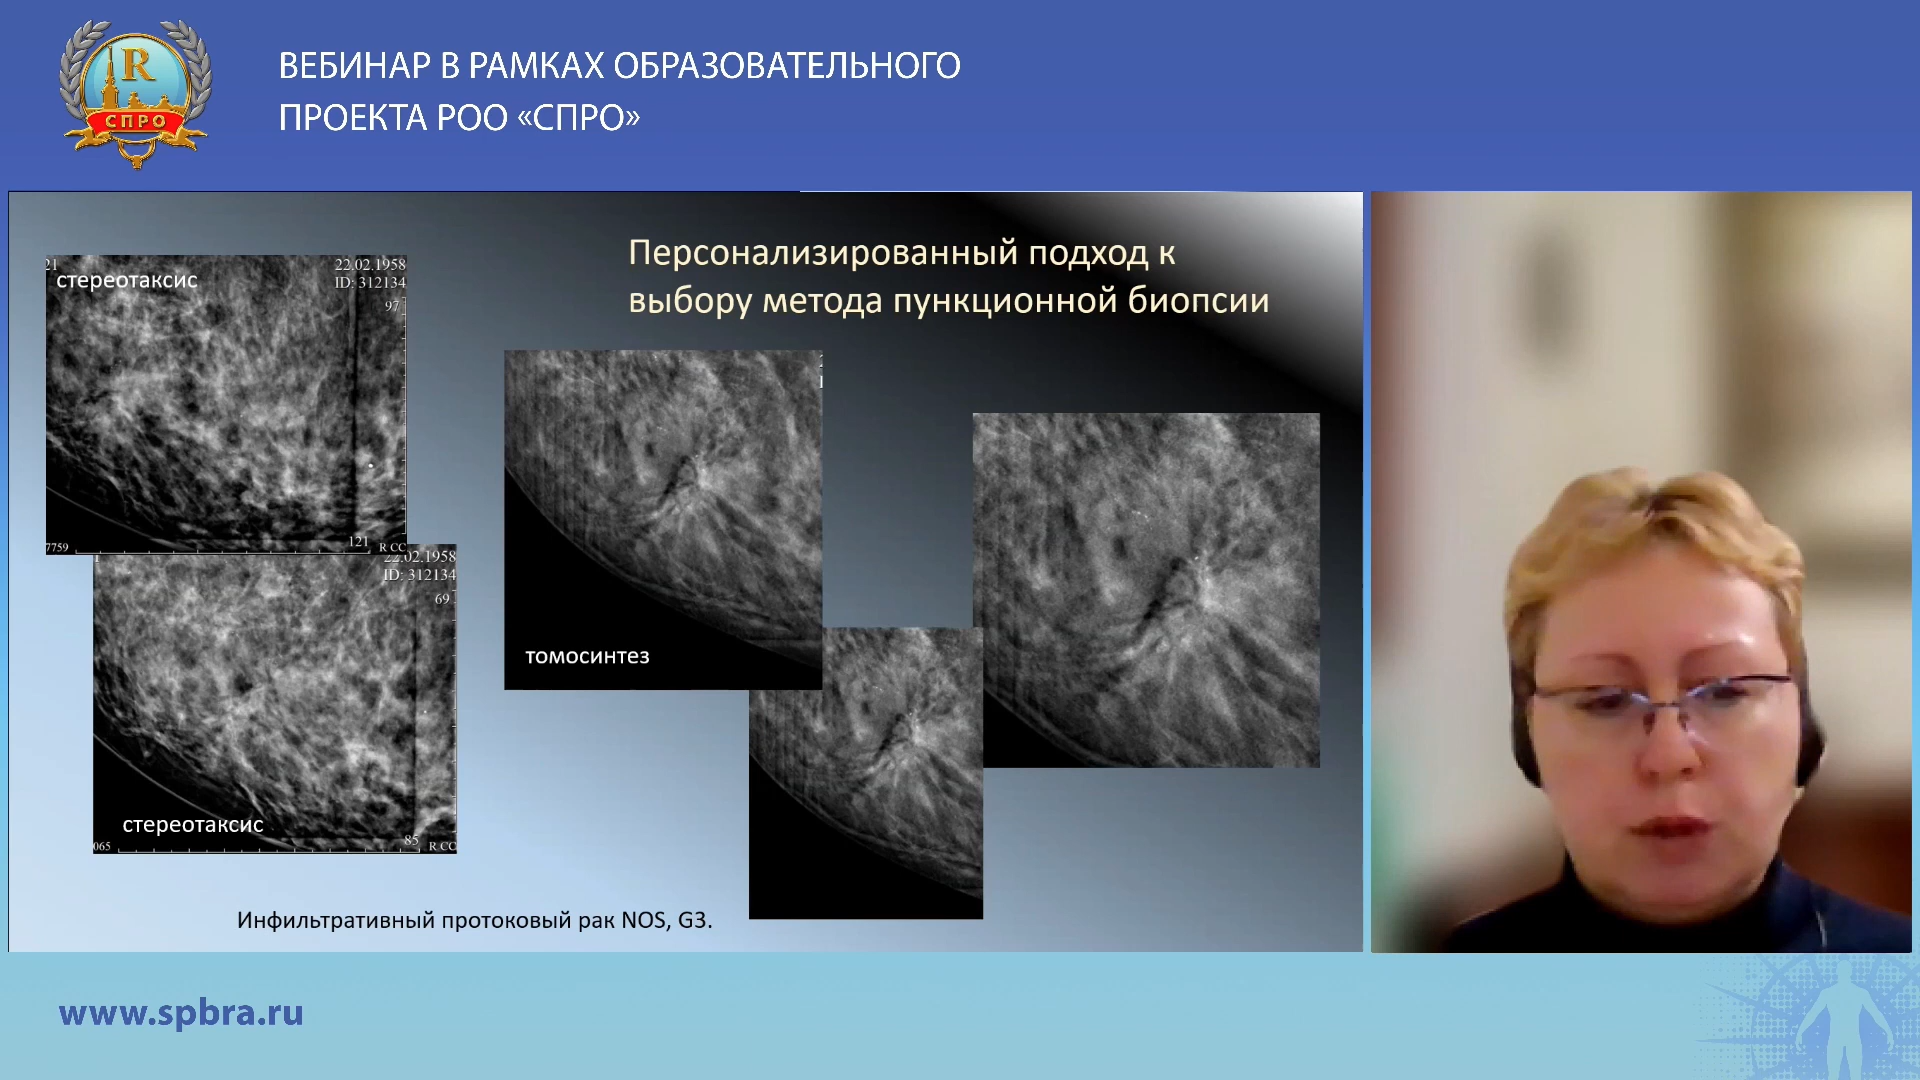 R
СПРО
ВЕБИНАР В РАМКАХ ОБРАЗОВАТЕЛЬНОГО
ПРОЕКТА РОО «СПРО»
Персонализированный подход к
выбору метода пункционной биопсии
21
стереотаксис
22.02.1958
ID: 312134
97
7759
121
R CC
22.02.1958
ID: 312134
69
стереотаксис
065
85
R CC
томосинтез
Инфильтративный протоковый рак NOS, G3.
www.spbra.ru